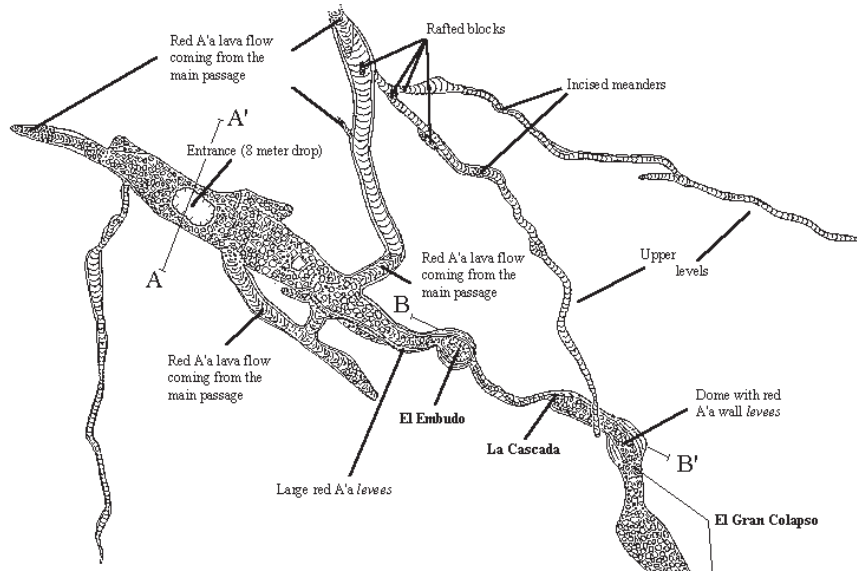 Red A'a lava flow
coming from the
main passage
Rafted blocks
Incised meanders
A'
Entrance (8 meter drop)
A
Red A'a lava flow
coming from the
main passage
Upper
levels
B
Red A'a lava flow
coming from the
main passage
El Embudo
Dome with red
A'a wall levees
La Cascada
B'
Large red A'a levees
El Gran Colapso